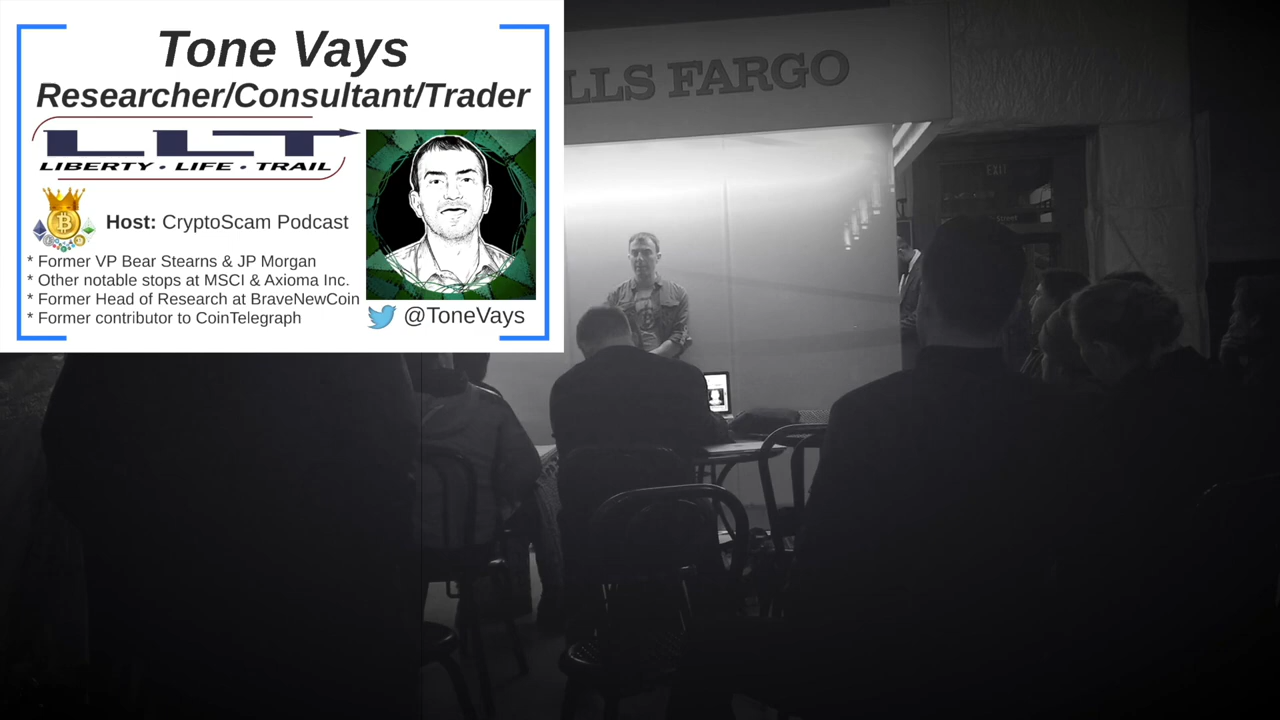 Tone Vays
Researcher/Consultant/Trader
LLT
LIBERTY • LIFE • TRAIL
Host: CryptoScam Podcast
* Former VP Bear Stearns & JP Morgan
* Other notable stops at MSCI & Axioma Inc.
* Former Head of Research at BraveNewCoin
* Former contributor to CoinTelegraph
@ToneVays
LLS FARGO